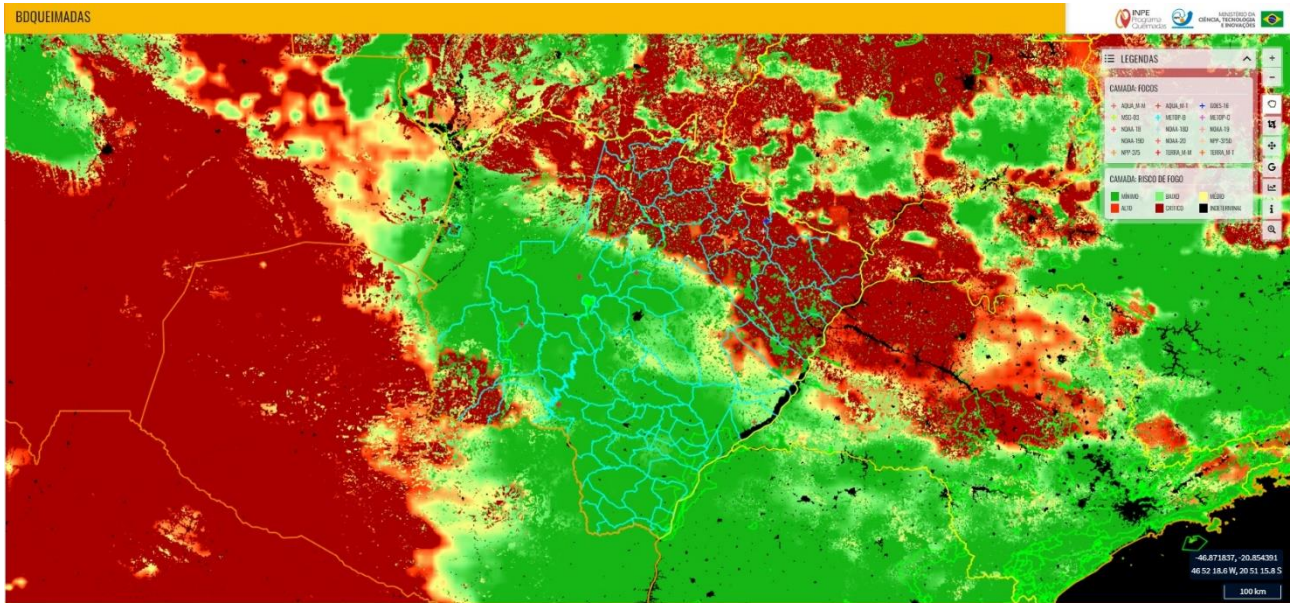 BDQUEIMADAS
INPE
Programa
Queimadas
MINISTÉRIO DA
CIÊNCIA, TECNOLOGIA
E INOVAÇÕES
LEGENDAS
CAMADA: FOCOS
AQUA_M-M AQUA_M-T GOES-16
MSG-03 METOP-B METOP-C
NOAA-18 NOAA-18D NOAA-19
NOAA-19D NOAA-20 NPP-375D
NPP-375 TERRA_M-M TERRA_M-T
CAMADA: RISCO DE FOGO
MÍNIMO BAIXO MÉDIO
ALTO CRÍTICO INDETERMINAD
-46.871837, -20.854391
46 52 18.6 W, 20 51 15.8 S
100 km